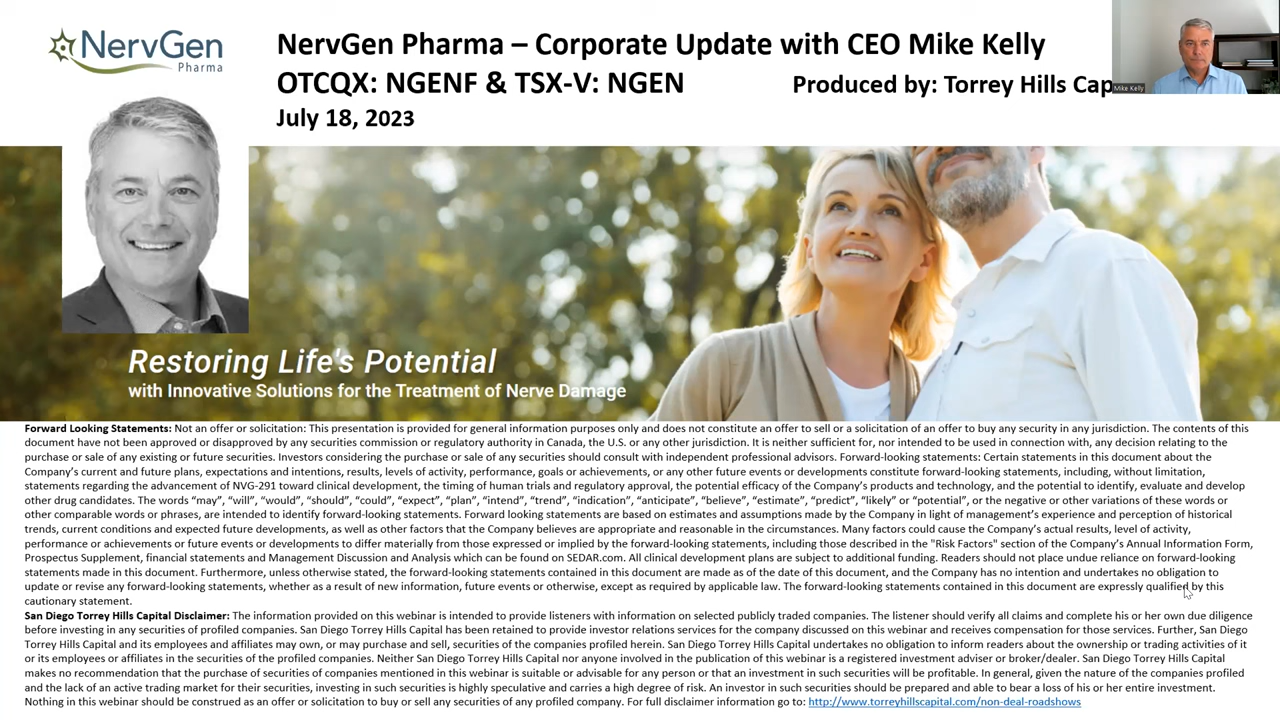 NervGen
Pharma
NervGen Pharma – Corporate Update with CEO Mike Kelly
OTCQX: NGENF & TSX-V: NGEN
Produced by: Torrey Hills Cap
July 18, 2023
Mike Kelly
Restoring Life's Potential
with Innovative Solutions for the Treatment of Nerve Damage
Forward Looking Statements: Not an offer or solicitation: This presentation is provided for general information purposes only and does not constitute an offer to sell or a solicitation of an offer to buy any security in any jurisdiction. The contents of this
document have not been approved or disapproved by any securities commission or regulatory authority in Canada, the U.S. or any other jurisdiction. It is neither sufficient for, nor intended to be used in connection with, any decision relating to the
purchase or sale of any existing or future securities. Investors considering the purchase or sale of any securities should consult with independent professional advisors. Forward-looking statements: Certain statements in this document about the
Company’s current and future plans, expectations and intentions, results, levels of activity, performance, goals or achievements, or any other future events or developments constitute forward-looking statements, including, without limitation,
statements regarding the advancement of NVG-291 toward clinical development, the timing of human trials and regulatory approval, the potential efficacy of the Company’s products and technology, and the potential to identify, evaluate and develop
other drug candidates. The words “may”, “will”, “would”, “should”, “could”, “expect”, “plan”, “intend”, “trend”, “indication”, “anticipate”, “believe”, “estimate”, “predict”, “likely” or “potential”, or the negative or other variations of these words or
other comparable words or phrases, are intended to identify forward-looking statements. Forward looking statements are based on estimates and assumptions made by the Company in light of management’s experience and perception of historical
trends, current conditions and expected future developments, as well as other factors that the Company believes are appropriate and reasonable in the circumstances. Many factors could cause the Company’s actual results, level of activity,
performance or achievements or future events or developments to differ materially from those expressed or implied by the forward-looking statements, including those described in the "Risk Factors" section of the Company’s Annual Information Form,
Prospectus Supplement, financial statements and Management Discussion and Analysis which can be found on SEDAR.com. All clinical development plans are subject to additional funding. Readers should not place undue reliance on forward-looking
statements made in this document. Furthermore, unless otherwise stated, the forward-looking statements contained in this document are made as of the date of this document, and the Company has no intention and undertakes no obligation to
update or revise any forward-looking statements, whether as a result of new information, future events or otherwise, except as required by applicable law. The forward-looking statements contained in this document are expressly qualified by this
cautionary statement.
San Diego Torrey Hills Capital Disclaimer: The information provided on this webinar is intended to provide listeners with information on selected publicly traded companies. The listener should verify all claims and complete his or her own due diligence
before investing in any securities of profiled companies. San Diego Torrey Hills Capital has been retained to provide investor relations services for the company discussed on this webinar and receives compensation for those services. Further, San Diego
Torrey Hills Capital and its employees and affiliates may own, or may purchase and sell, securities of the companies profiled herein. San Diego Torrey Hills Capital undertakes no obligation to inform readers about the ownership or trading activities of it
or its employees or affiliates in the securities of the profiled companies. Neither San Diego Torrey Hills Capital nor anyone involved in the publication of this webinar is a registered investment adviser or broker/dealer. San Diego Torrey Hills Capital
makes no recommendation that the purchase of securities of companies mentioned in this webinar is suitable or advisable for any person or that an investment in such securities will be profitable. In general, given the nature of the companies profiled
and the lack of an active trading market for their securities, investing in such securities is highly speculative and carries a high degree of risk. An investor in such securities should be prepared and able to bear a loss of his or her entire investment.
Nothing in this webinar should be construed as an offer or solicitation to buy or sell any securities of any profiled company. For full disclaimer information go to: http://www.torreyhillscapital.com/non-deal-roadshows